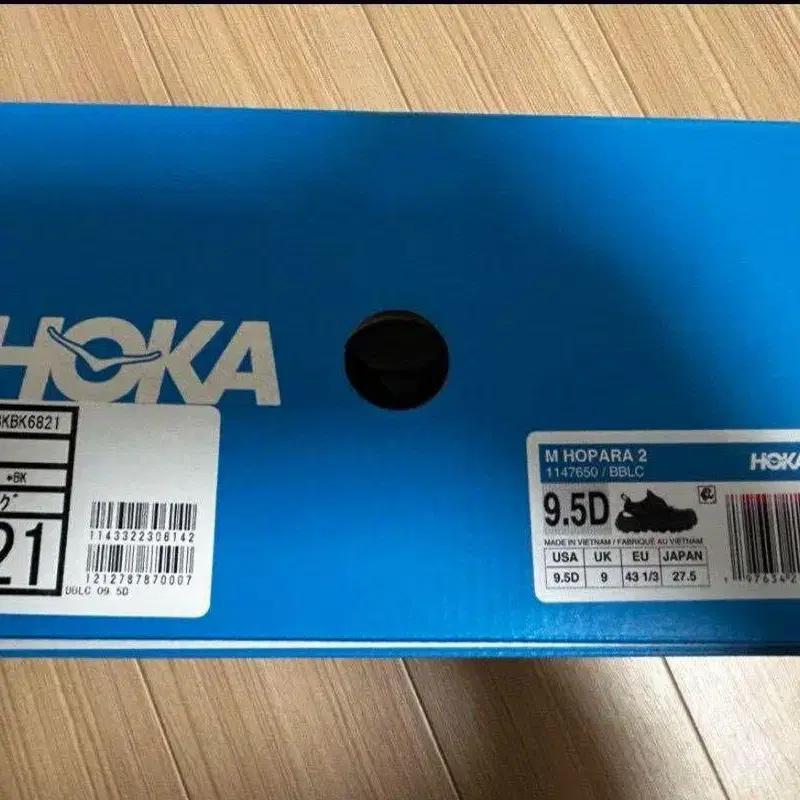 HOKA
KBK6821
*BK
グ
21
1143322306142
1212787870007
BBLC 09.5D
M HOPARA 2
1147650 / BBLC
HOKA
9.5D
MADE IN VIETNAM / FABRIQUÉ AU VIETNAM
USA UK EU JAPAN
9.5D 9 43 1/3 27.5